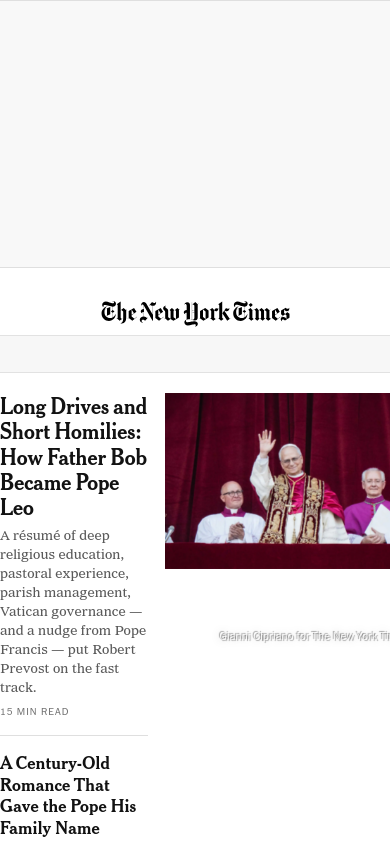 The New York Times
Long Drives and
Short Homilies:
How Father Bob
Became Pope
Leo
A résumé of deep
religious education,
pastoral experience,
parish management,
Vatican governance —
and a nudge from Pope
Francis — put Robert
Prevost on the fast
track.
15 MIN READ
Gianni Cipriano for The New York
A Century-Old
Romance That
Gave the Pope His
Family Name